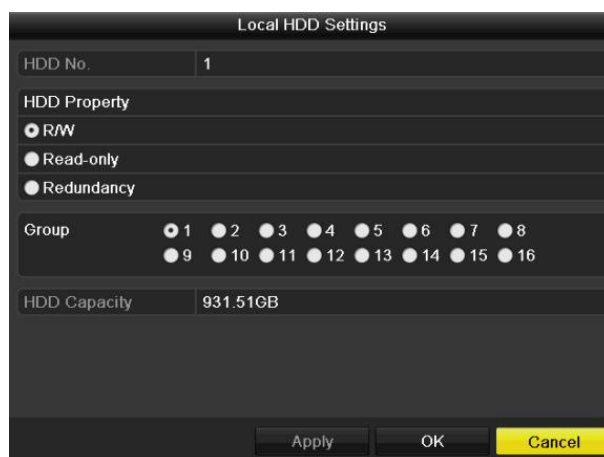 Local HDD Settings
HDD No. 1
HDD Property
R/W
Read-only
Redundancy
Group 1 2 3 4 5 6 7 8
9 10 11 12 13 14 15 16
HDD Capacity 931.51GB
Apply OK Cancel